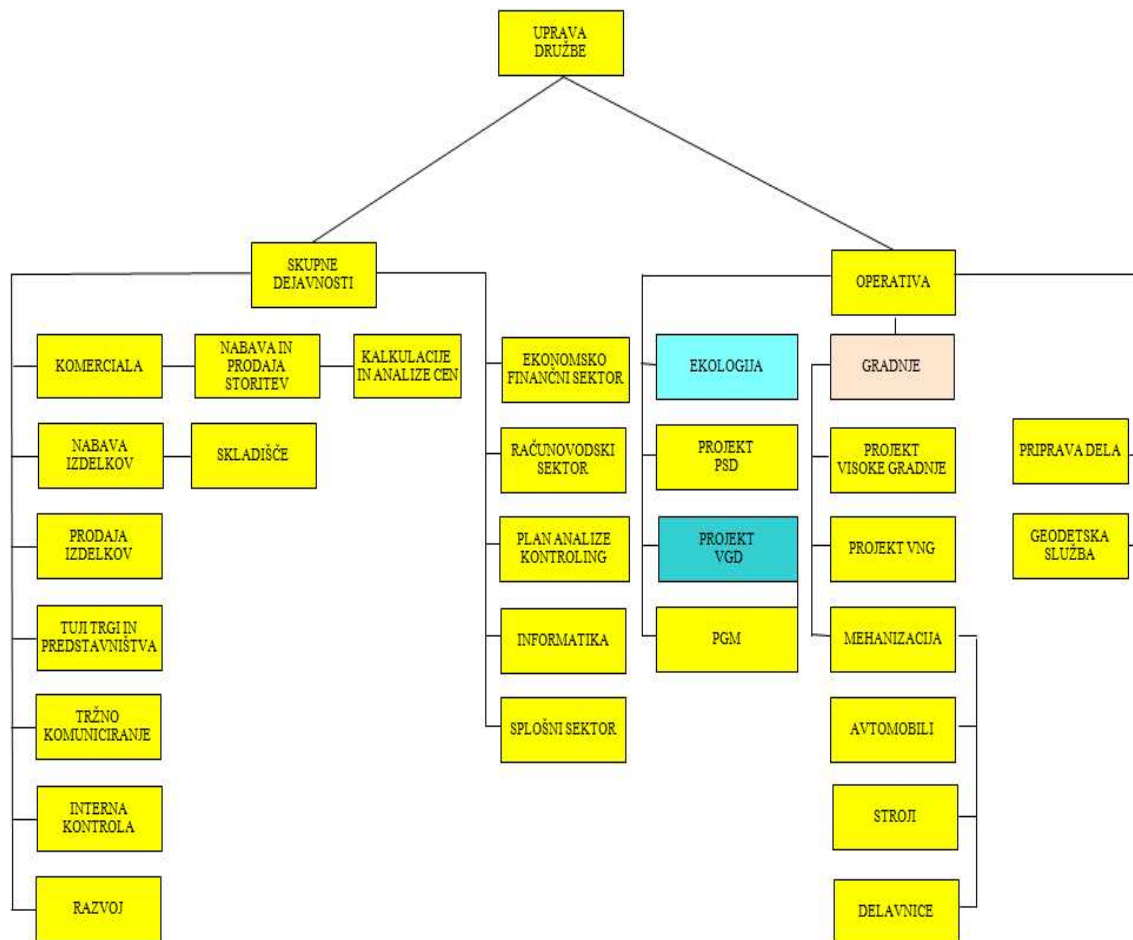 UPRAVA
DRUŽBE
SKUPNE
DEJAVNOSTI
OPERATIVA
KOMERCIALA
NABAVA IN
PRODAJA
STORITEV
KALKULACIJE
IN ANALIZE CEN
EKONOMSKO
FINANČNI SEKTOR
EKOLOGIJA
GRADNJE
NABAVA
IZDELKOV
SKLADIŠČE
RAČUNOVODSKI
SEKTOR
PROJEKT
PSD
PROJEKT
VISOKE GRADNJE
PRIPRAVA DELA
PRODAJA
IZDELKOV
PLAN ANALIZE
KONTROLING
PROJEKT
VGD
PROJEKT VNG
GEODETSKA
SLUŽBA
TUJI TRGI IN
PREDSTAVNIŠTVA
INFORMATIKA
PGM
MEHANIZACIJA
TRŽNO
KOMUNICIRANJE
SPLOŠNI SEKTOR
AVTOMOBILI
INTERNA
KONTROLA
STROJI
RAZVOJ
DELAVNICE